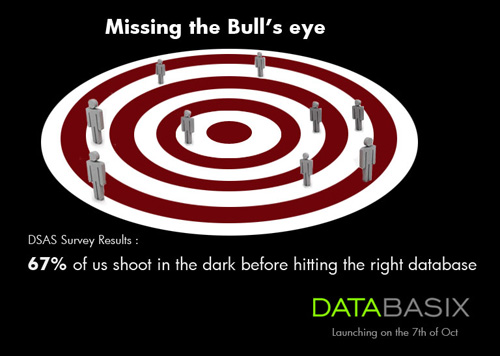 Missing the Bull's eye
DSAS Survey Results :
67% of us shoot in the dark before hitting the right database
DATABASIX
Launching on the 7th of Oct